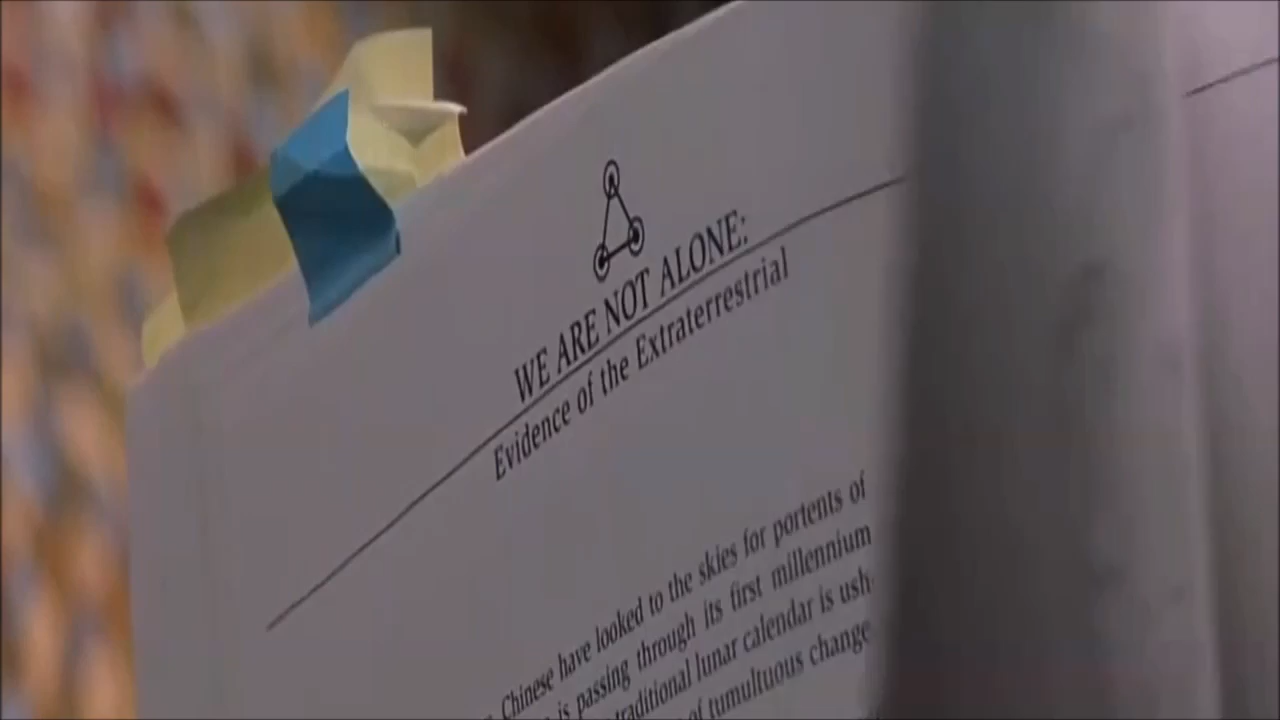 WE ARE NOT ALONE:
Evidence of the Extraterrestrial
Chinese have looked to the skies for portents of
is passing through its first millennium
traditional lunar calendar is ush
of tumultuous change